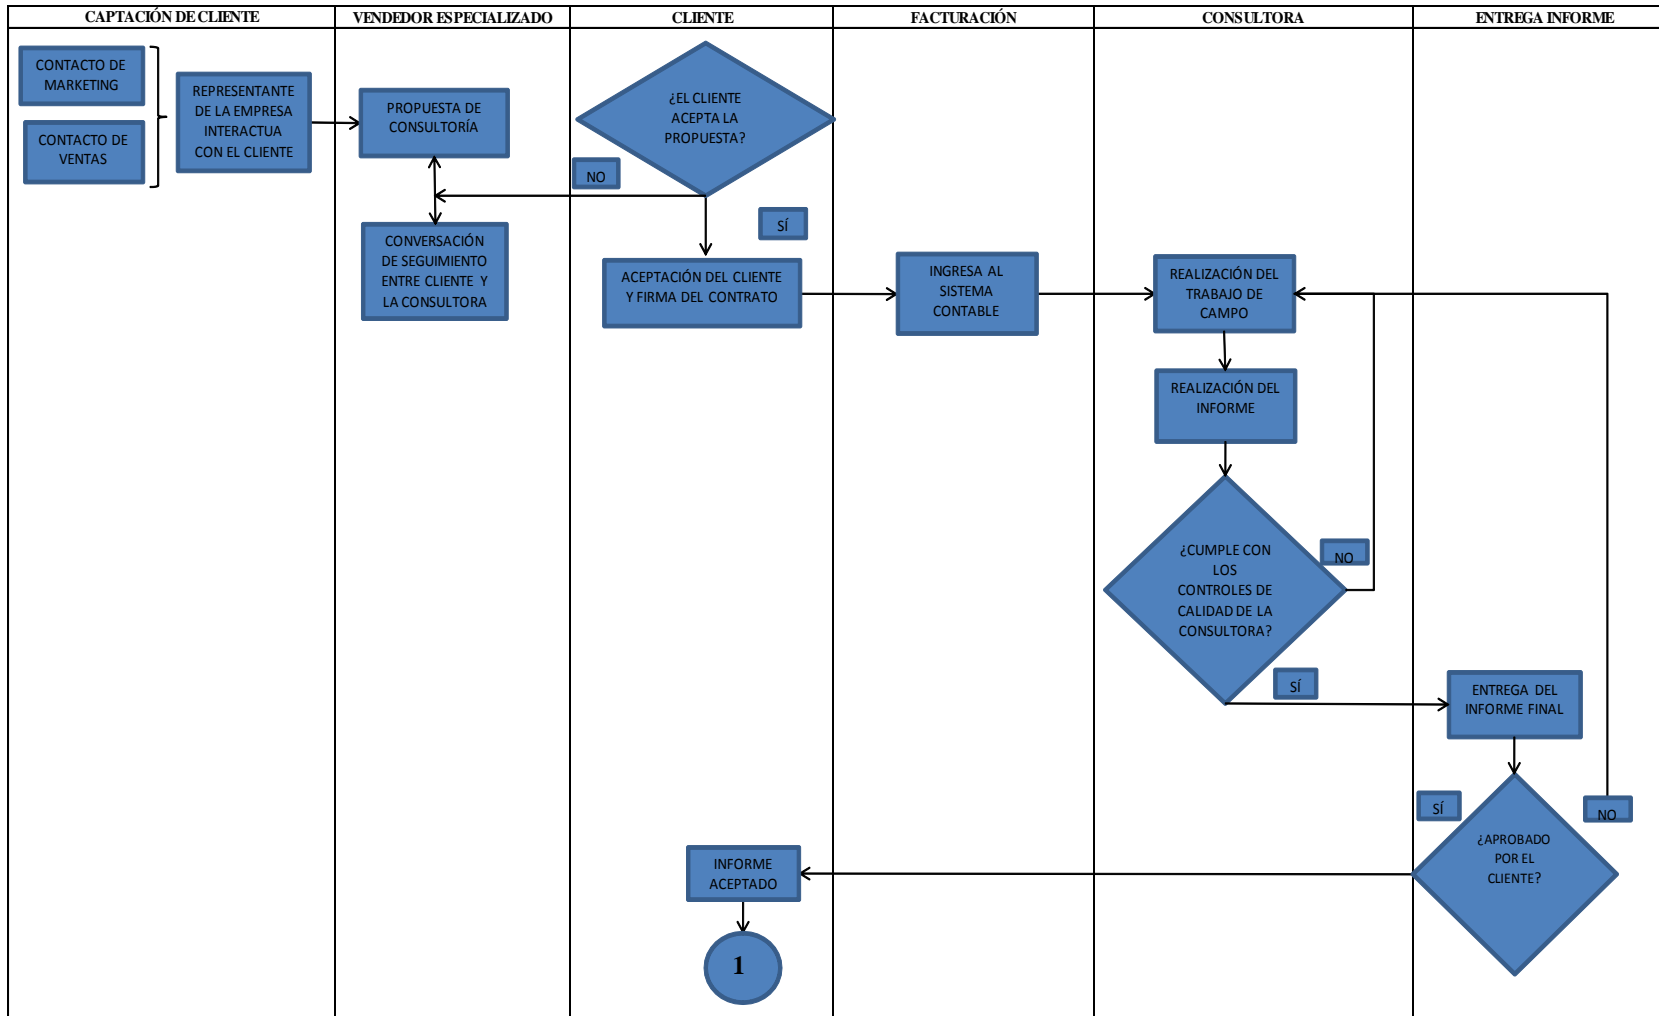 CAPTACIÓN DE CLIENTE
VENDEDOR ESPECIALIZADO
CLIENTE
FACTURACIÓN
CONSULTORA
ENTREGA INFORME
CONTACTO DE
MARKETING
CONTACTO DE
VENTAS
REPRESENTANTE
DE LA EMPRESA
INTERACTUA
CON EL CLIENTE
PROPUESTA DE
CONSULTORÍA
CONVERSACIÓN
DE SEGUIMIENTO
ENTRE CLIENTE Y
LA CONSULTORA
¿EL CLIENTE
ACEPTA LA
PROPUESTA?
NO
SÍ
ACEPTACIÓN DEL CLIENTE
Y FIRMA DEL CONTRATO
INGRESA AL
SISTEMA
CONTABLE
REALIZACIÓN DEL
TRABAJO DE
CAMPO
REALIZACIÓN DEL
INFORME
¿CUMPLE CON
LOS
CONTROLES DE
CALIDAD DE LA
CONSULTORA?
NO
SÍ
ENTREGA DEL
INFORME FINAL
SÍ
NO
¿APROBADO
POR EL
CLIENTE?
INFORME
ACEPTADO
1